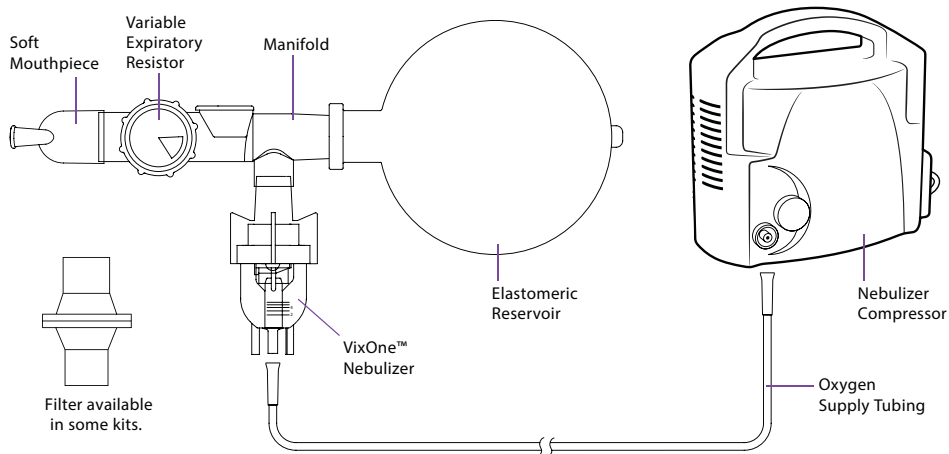 Soft
Mouthpiece
Variable
Expiratory
Resistor
Manifold
Elastomeric
Reservoir
Nebulizer
Compressor
VixOne™
Nebulizer
Oxygen
Supply Tubing
Filter available
in some kits.